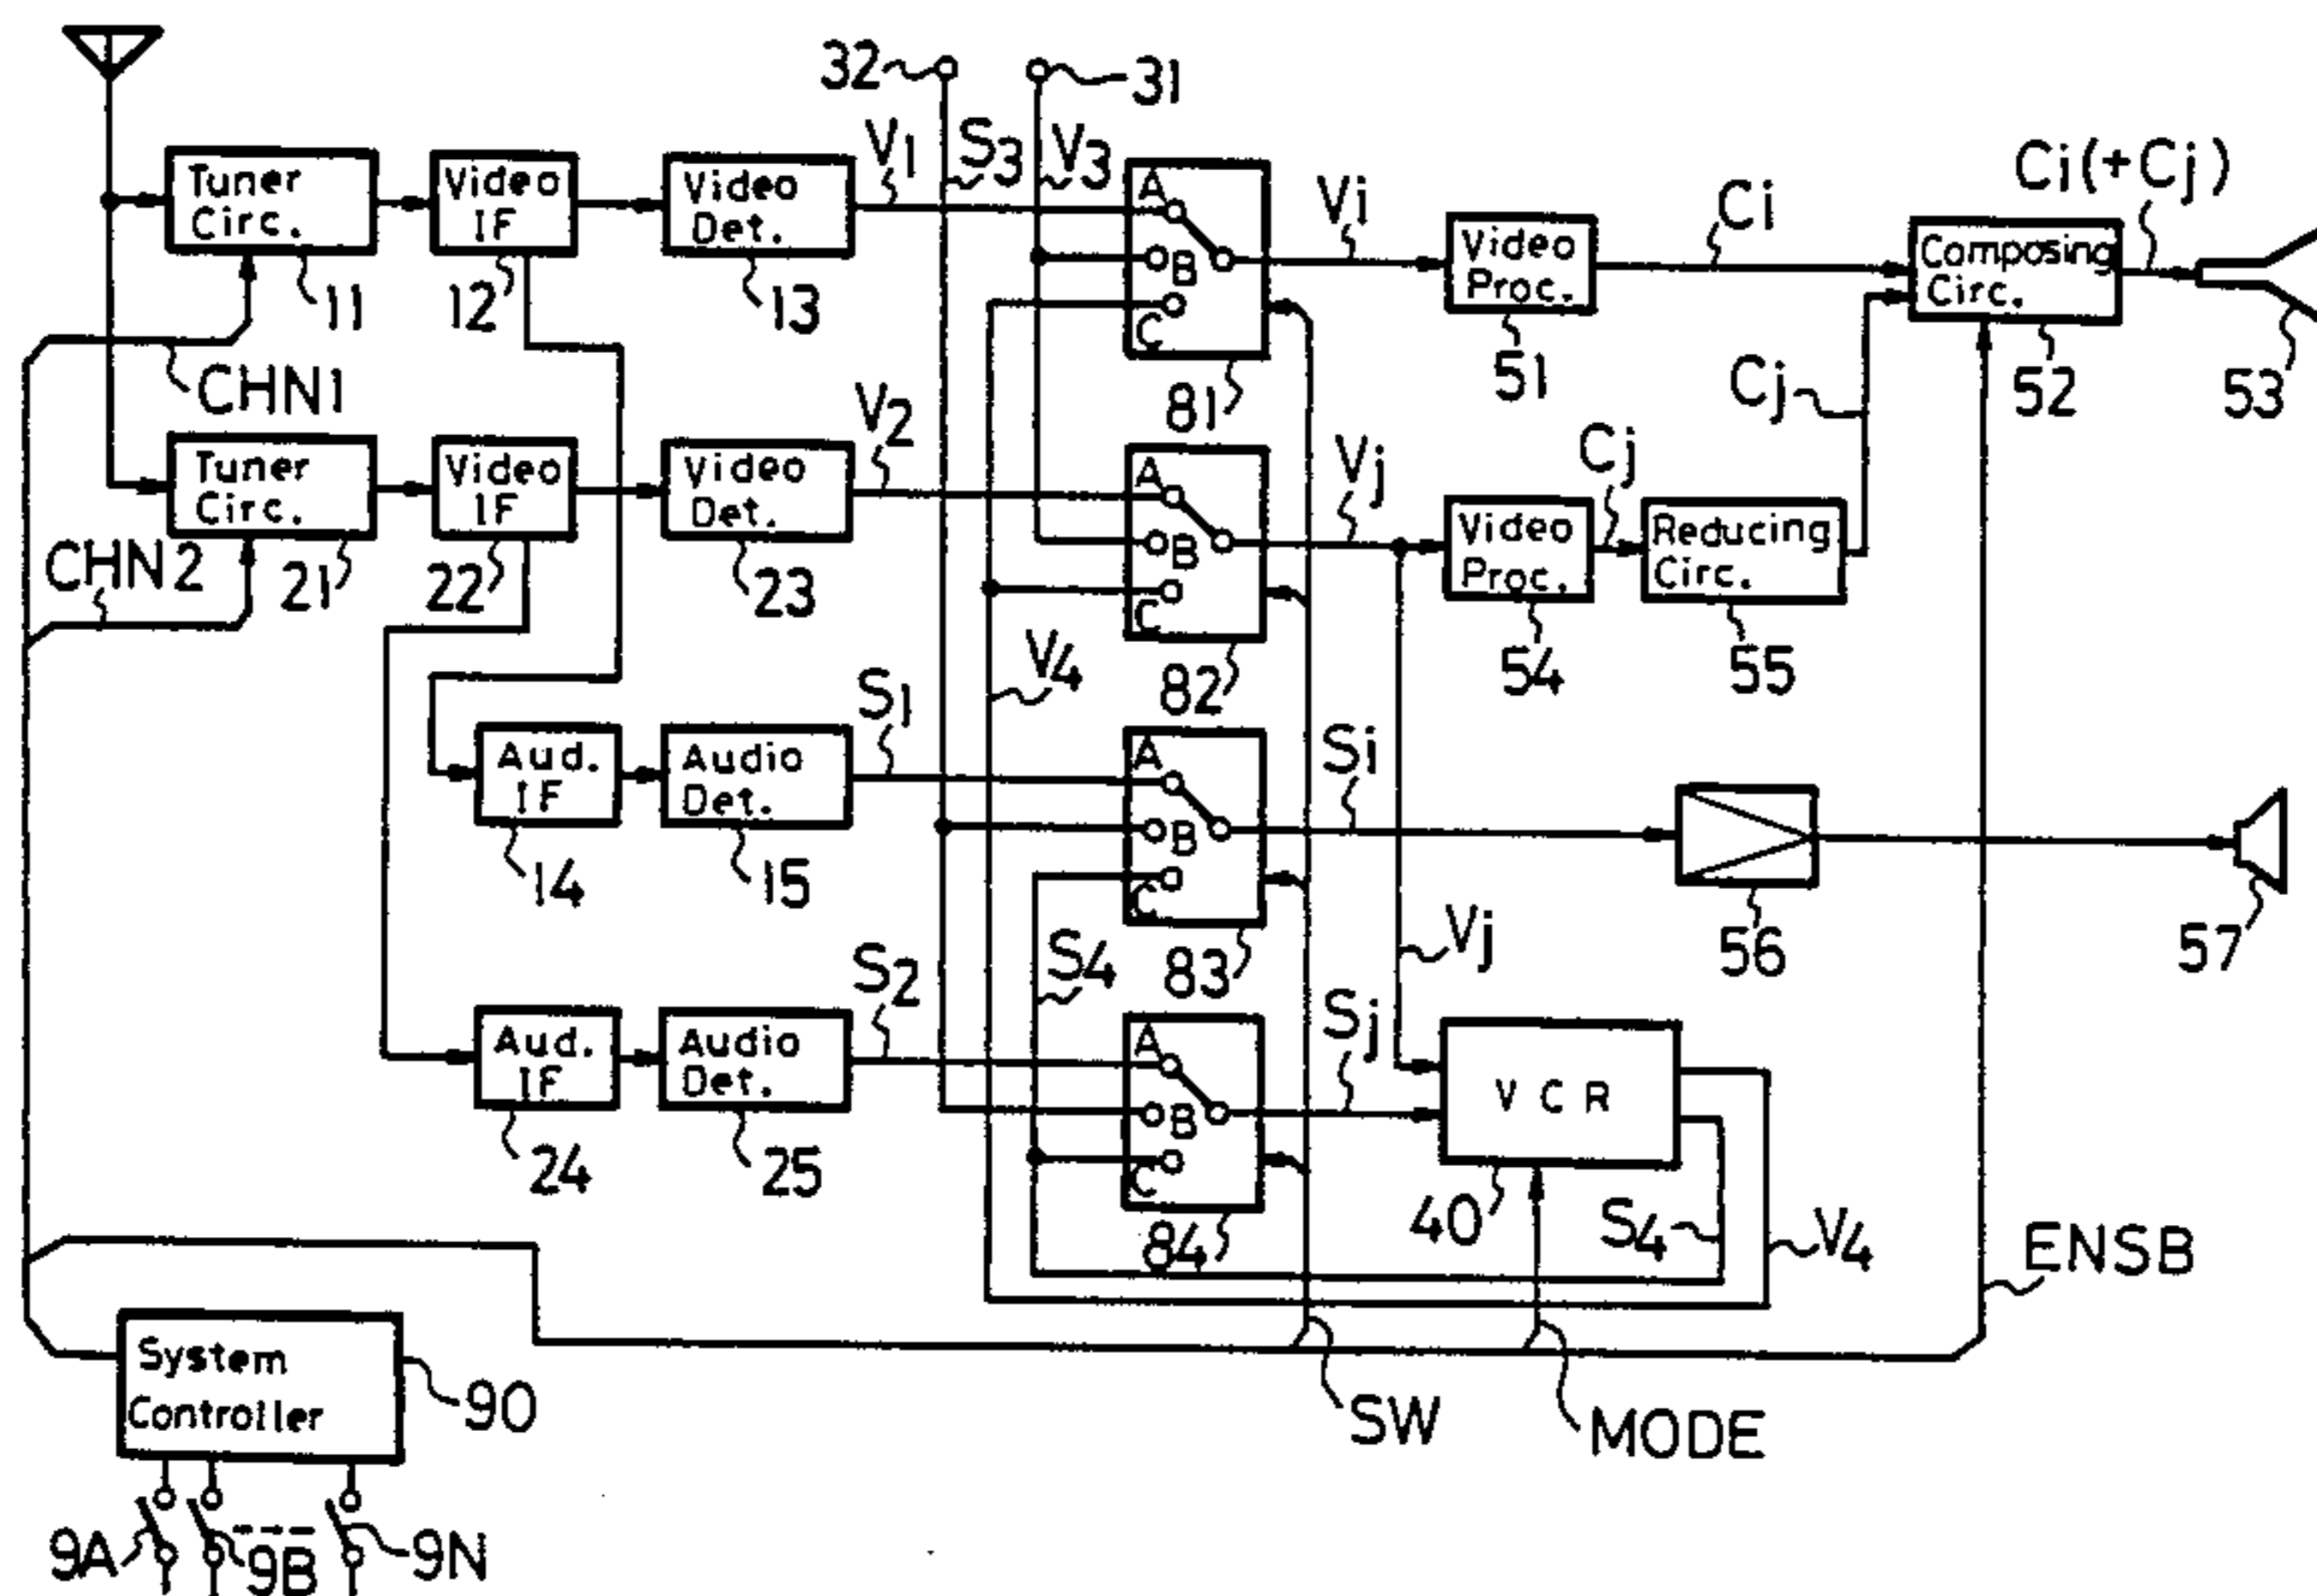 32
31
V1
S3
V3
Tuner
Circ.
Video
IF
Video
Det.
A
B
C
Vi
Video
Proc.
Ci
Ci(+Cj)
Composing
Circ.
11
12
13
81
51
52
53
CHN1
Cj
V2
Tuner
Circ.
Video
IF
Video
Det.
A
B
C
Vj
Video
Proc.
Cj
Reducing
Circ.
CHN2
21
22
23
82
54
55
V4
S1
Aud.
IF
Audio
Det.
A
B
C
Si
14
15
83
56
57
S4
Vj
S2
Aud.
IF
Audio
Det.
A
B
C
Sj
VCR
24
25
84
40
S4
V4
ENSB
System
Controller
90
SW
MODE
9A
9B
9N